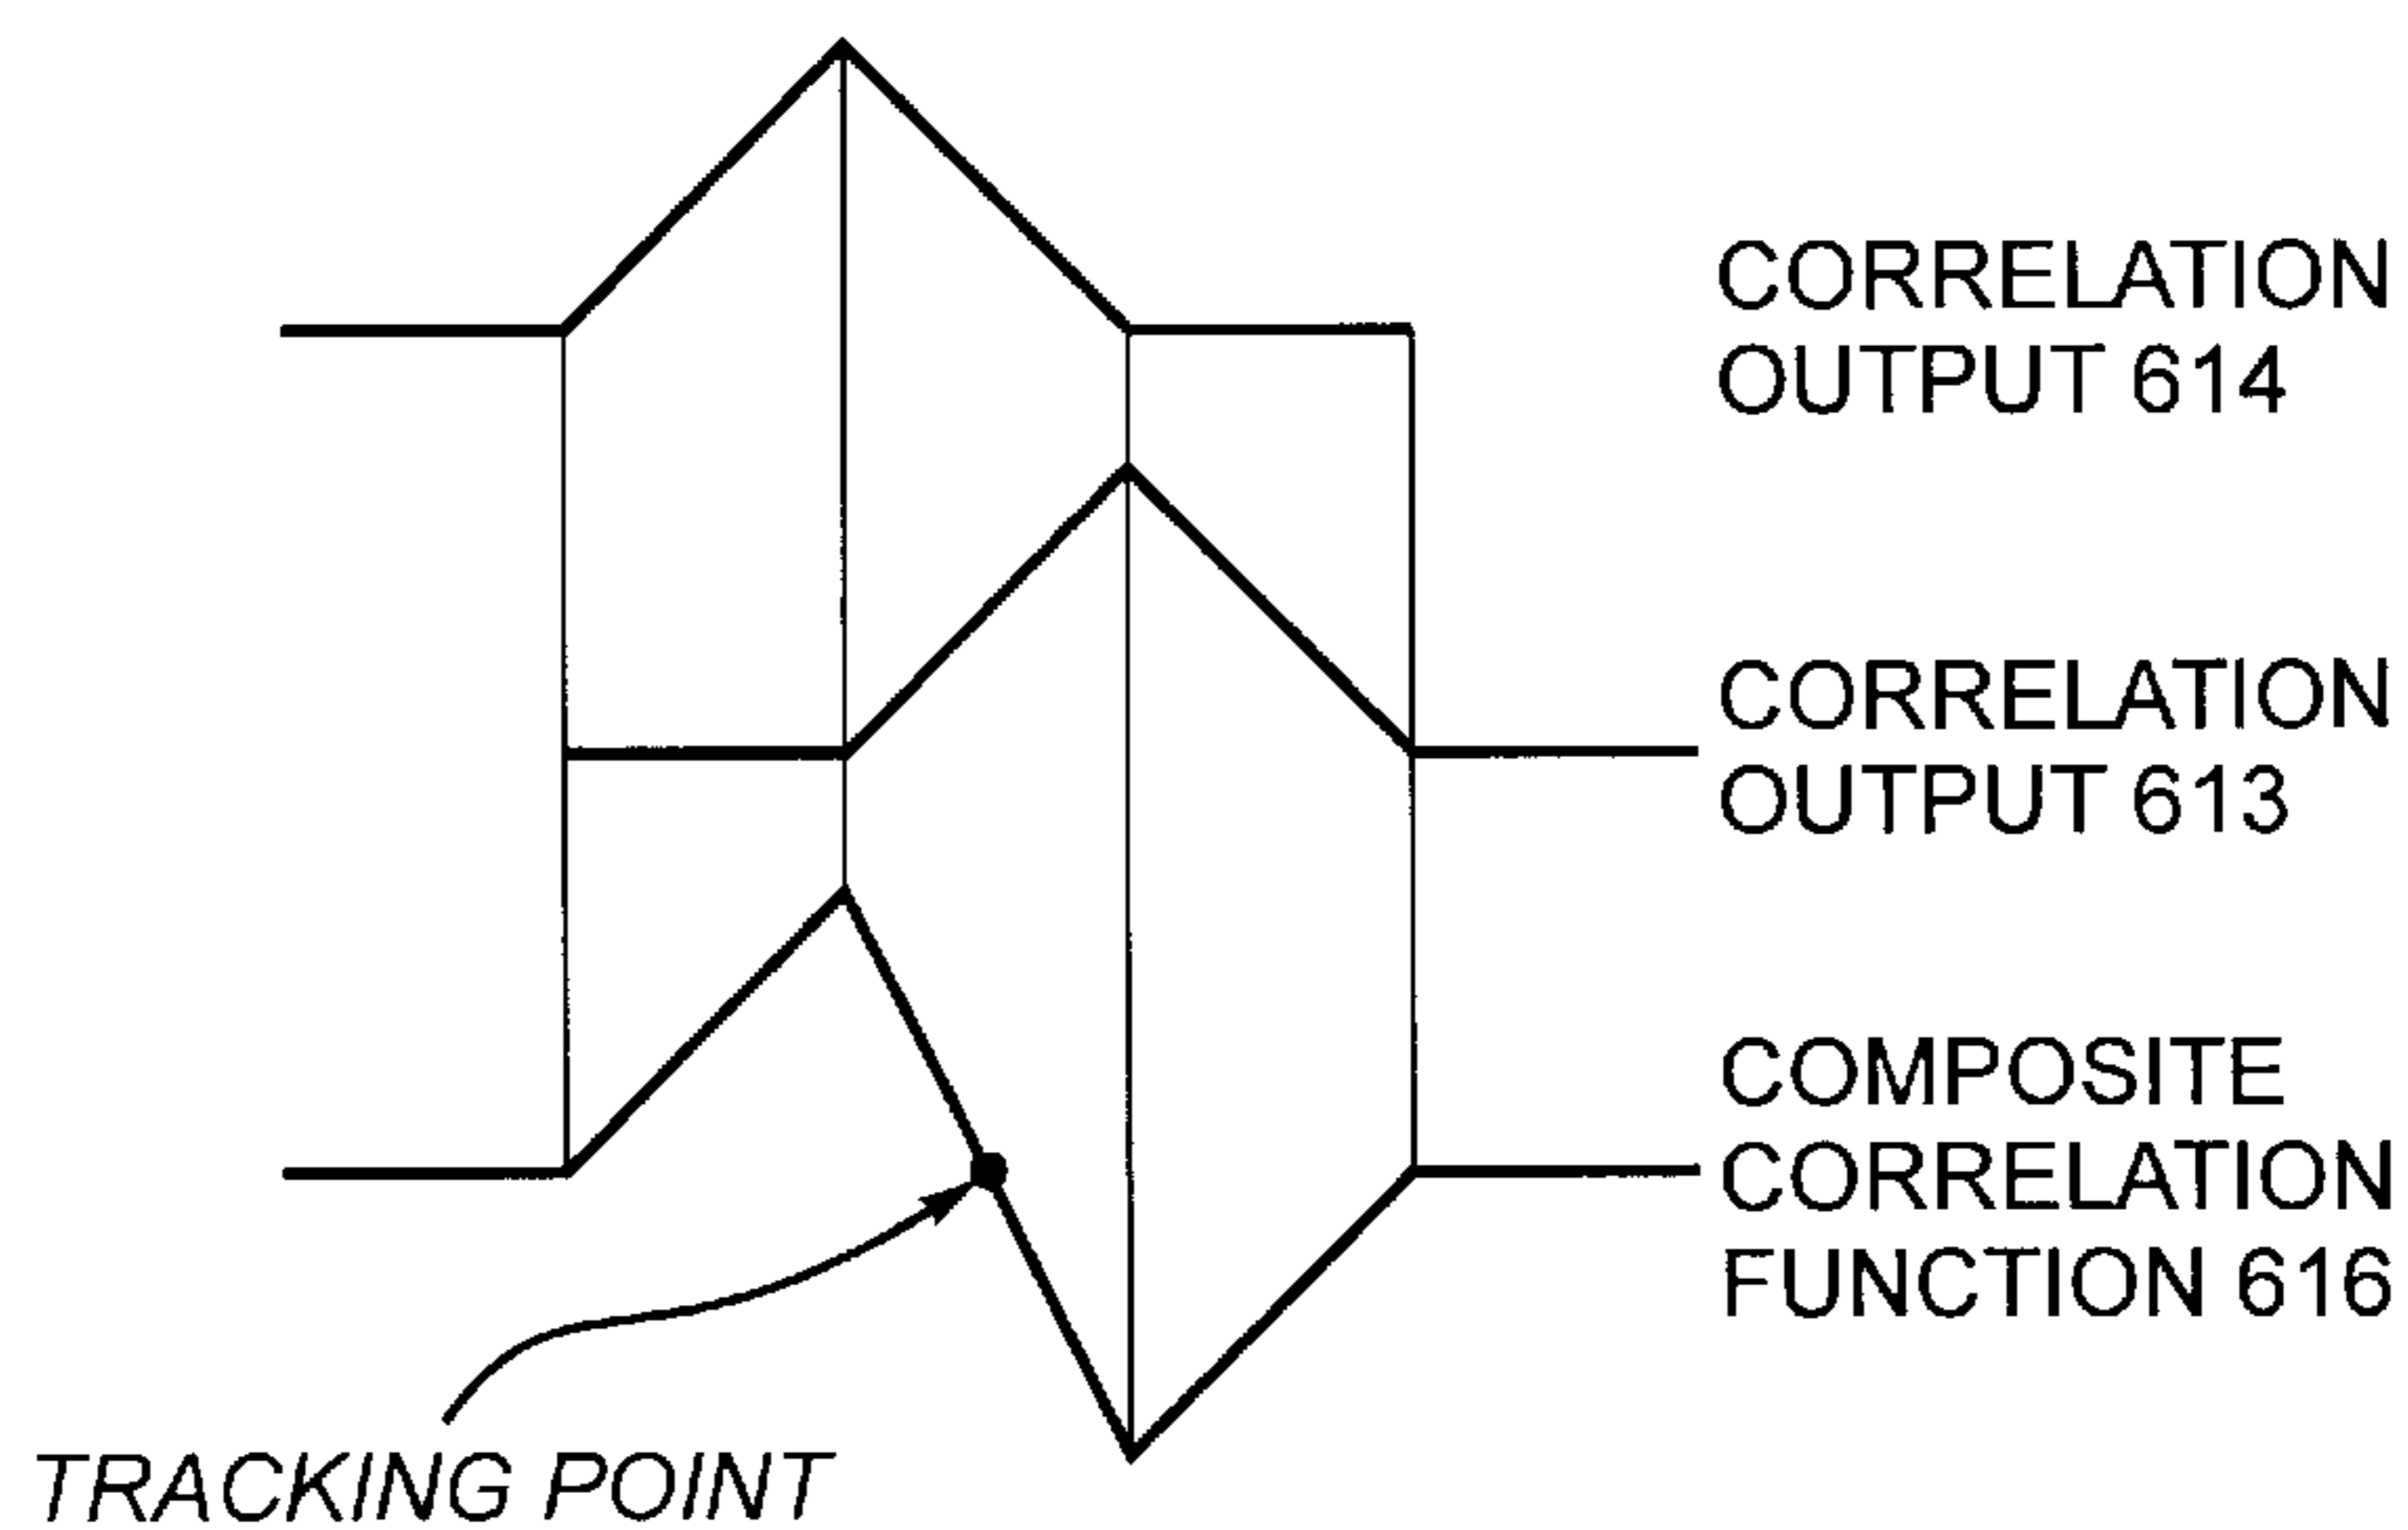 CORRELATION
OUTPUT 614
CORRELATION
OUTPUT 613
COMPOSITE
CORRELATION
FUNCTION 616
TRACKING POINT